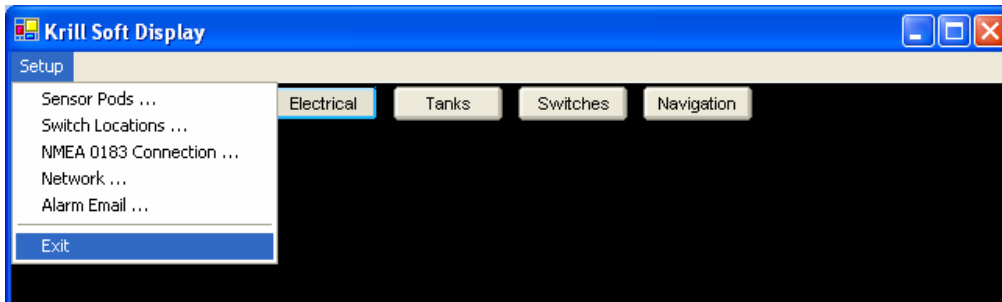 Krill Soft Display
Setup
Sensor Pods ...
Switch Locations ...
NMEA 0183 Connection ...
Network ...
Alarm Email ...
Exit
Electrical Tanks Switches Navigation